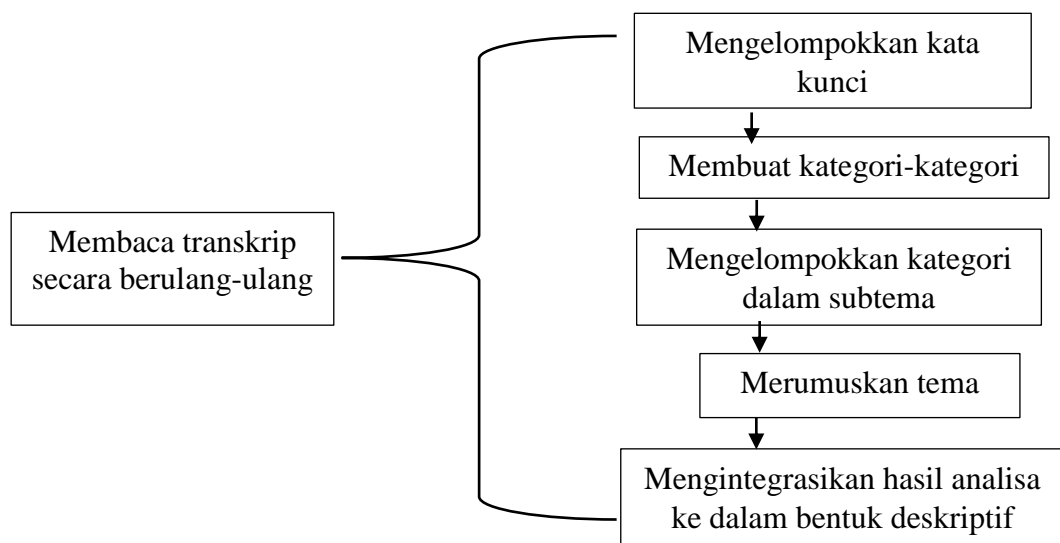 Membaca transkrip
secara berulang-ulang
Mengelompokkan kata
kunci
Membuat kategori-kategori
Mengelompokkan kategori
dalam subtema
Merumuskan tema
Mengintegrasikan hasil analisa
ke dalam bentuk deskriptif